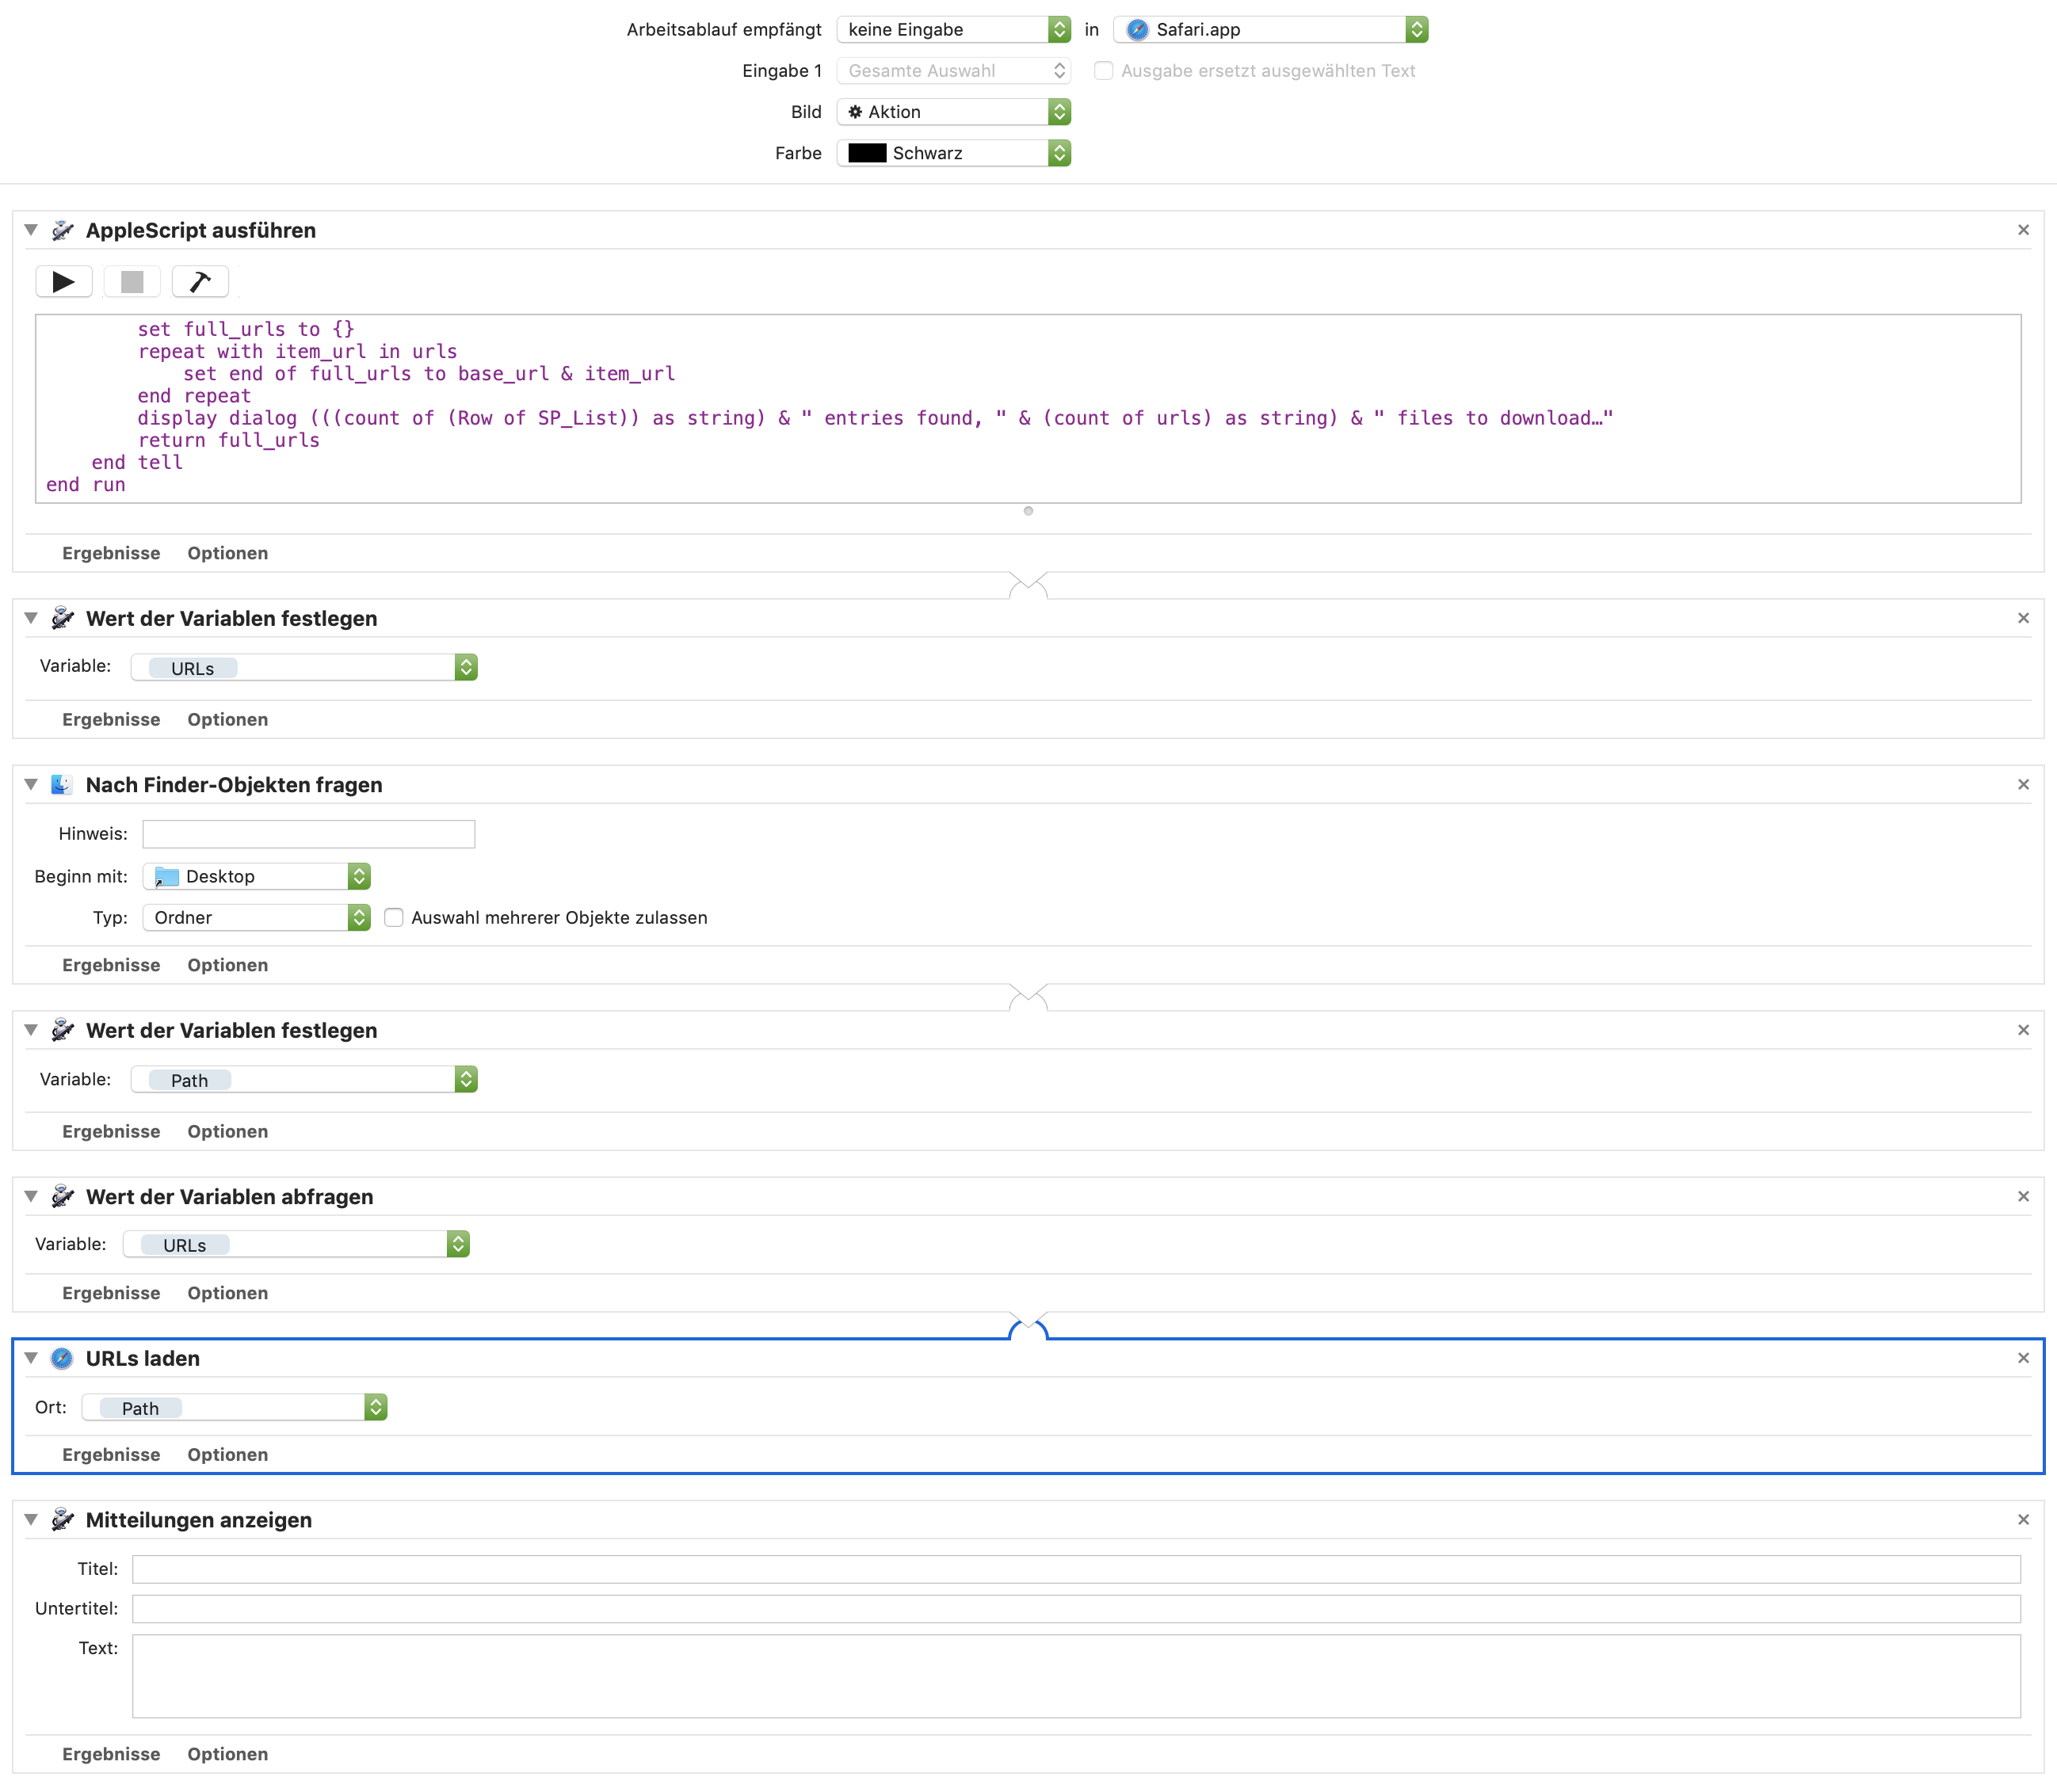 Arbeitsablauf empfängt keine Eingabe in Safari.app
Eingabe 1 Gesamte Auswahl Ausgabe ersetzt ausgewählten Text
Bild Aktion
Farbe Schwarz
AppleScript ausführen
set full_urls to {}
repeat with item_url in urls
set end of full_urls to base_url & item_url
end repeat
display dialog (((count of (Row of SP_List)) as string) & " entries found, " & (count of urls) as string) & " files to download…"
return full_urls
end tell
end run
Ergebnisse Optionen
Wert der Variablen festlegen
Variable: URLs
Ergebnisse Optionen
Nach Finder-Objekten fragen
Hinweis:
Beginn mit: Desktop
Typ: Ordner Auswahl mehrerer Objekte zulassen
Ergebnisse Optionen
Wert der Variablen festlegen
Variable: Path
Ergebnisse Optionen
Wert der Variablen abfragen
Variable: URLs
Ergebnisse Optionen
URLs laden
Ort: Path
Ergebnisse Optionen
Mitteilungen anzeigen
Titel:
Untertitel:
Text:
Ergebnisse Optionen